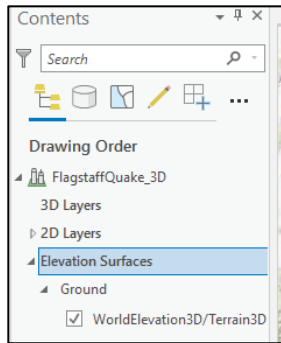 Contents
Search
Drawing Order
FlagstaffQuake_3D
3D Layers
2D Layers
Elevation Surfaces
Ground
WorldElevation3D/Terrain3D